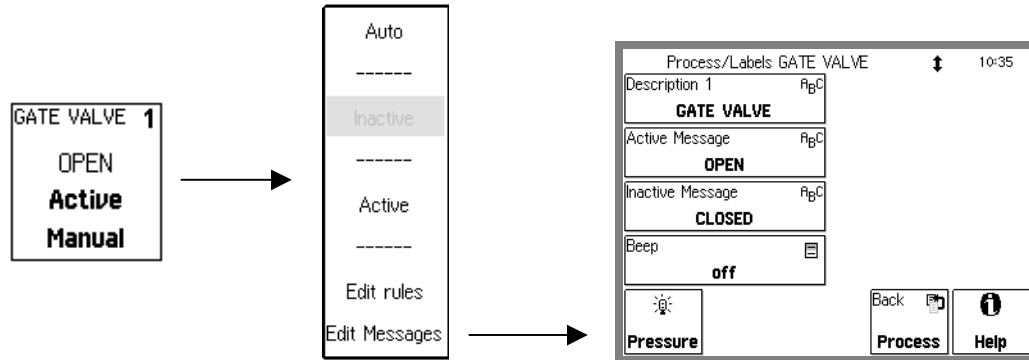 GATE VALVE 1
OPEN
Active
Manual
Auto
------
Inactive
------
Active
------
Edit rules
Edit Messages
Process/Labels GATE VALVE 10:35
Description 1 ABC
GATE VALVE
Active Message ABC
OPEN
Inactive Message ABC
CLOSED
Beep
off
Pressure
Back
Process
Help